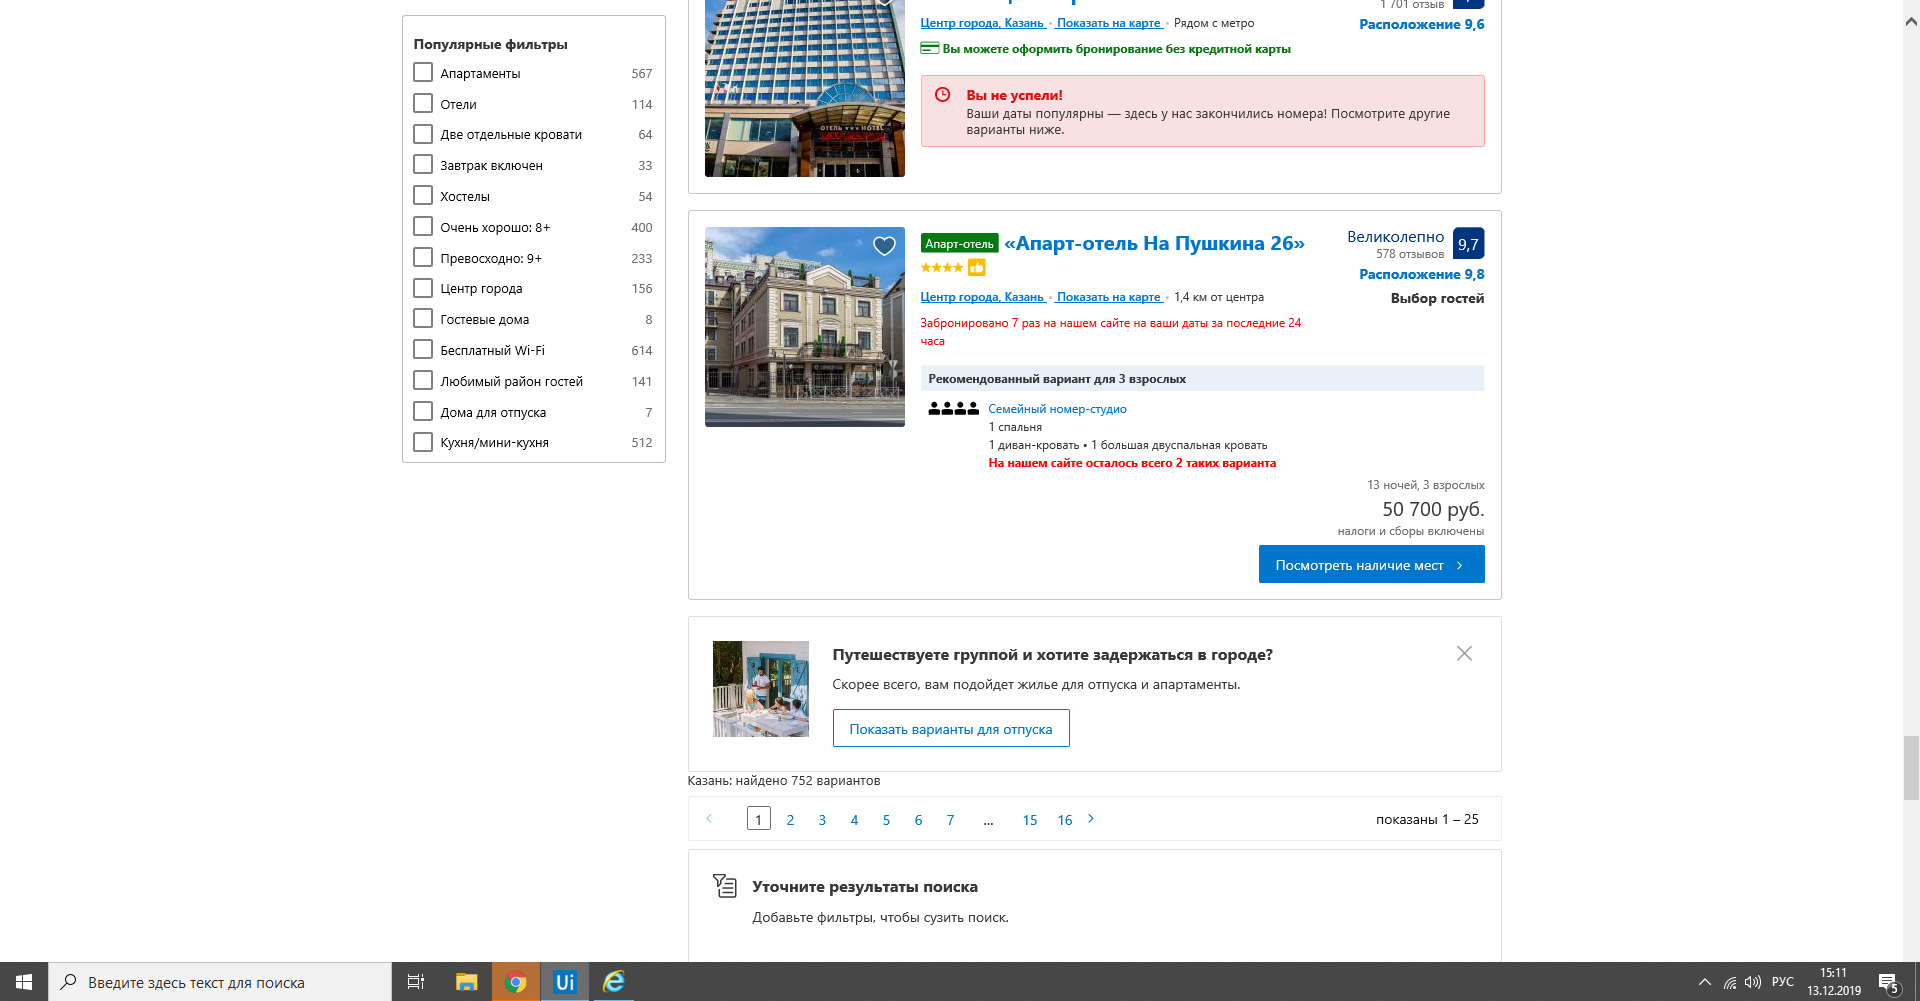 Популярные фильтры
Апартаменты 567
Отели 114
Две отдельные кровати 64
Завтрак включен 33
Хостелы 54
Очень хорошо: 8+ 400
Превосходно: 9+ 233
Центр города 156
Гостевые дома 8
Бесплатный Wi-Fi 614
Любимый район гостей 141
Дома для отпуска 7
Кухня/мини-кухня 512
1 701 отзыв
Центр города, Казань • Показать на карте • Рядом с метро
Расположение 9,6
Вы можете оформить бронирование без кредитной карты
Вы не успели!
Ваши даты популярны — здесь у нас закончились номера! Посмотрите другие
варианты ниже.
ОТЕЛЬ *** HOTEL
Апарт-отель «Апарт-отель На Пушкина 26»
Великолепно 9,7
578 отзывов
Расположение 9,8
Выбор гостей
Центр города, Казань • Показать на карте • 1,4 км от центра
Забронировано 7 раз на нашем сайте на ваши даты за последние 24
часа
Рекомендованный вариант для 3 взрослых
Семейный номер-студио
1 спальня
1 диван-кровать • 1 большая двуспальная кровать
На нашем сайте осталось всего 2 таких варианта
13 ночей, 3 взрослых
50 700 руб.
налоги и сборы включены
Посмотреть наличие мест
Путешествуете группой и хотите задержаться в городе?
Скорее всего, вам подойдет жилье для отпуска и апартаменты.
Показать варианты для отпуска
Казань: найдено 752 вариантов
1 2 3 4 5 6 7 ... 15 16
показаны 1 – 25
Уточните результаты поиска
Добавьте фильтры, чтобы сузить поиск.
Введите здесь текст для поиска
Ui
РУС
15:11
13.12.2019
5